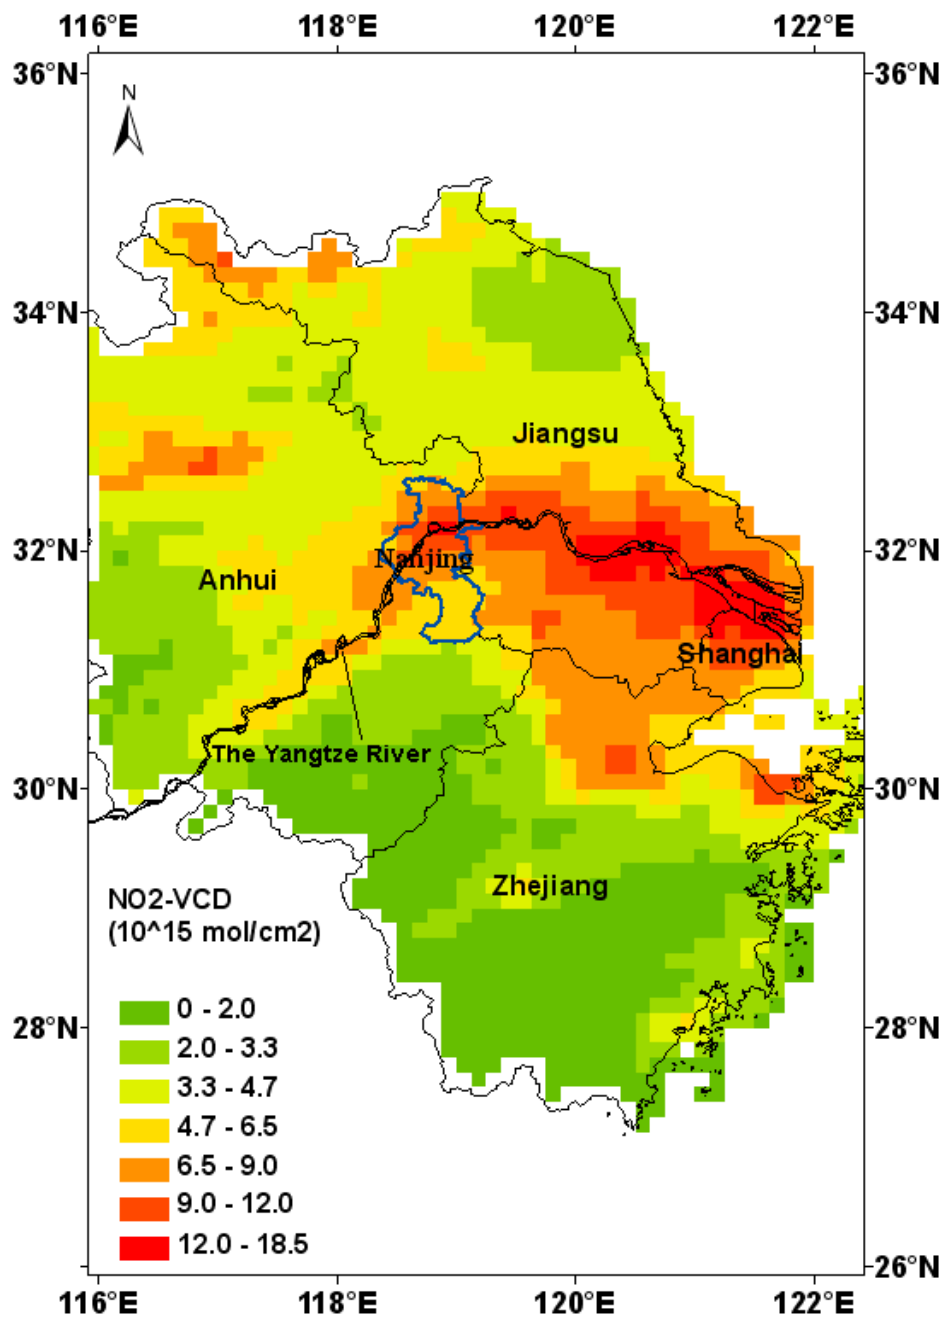 116°E 118°E 120°E 122°E
36°N 36°N
N
34°N 34°N
Jiangsu
32°N 32°N
Nanjing
Anhui
Shanghai
The Yangtze River
30°N 30°N
Zhejiang
NO2-VCD
(10^15 mol/cm2)
0 - 2.0
28°N 28°N
2.0 - 3.3
3.3 - 4.7
4.7 - 6.5
6.5 - 9.0
9.0 - 12.0
12.0 - 18.5
26°N 26°N
116°E 118°E 120°E 122°E